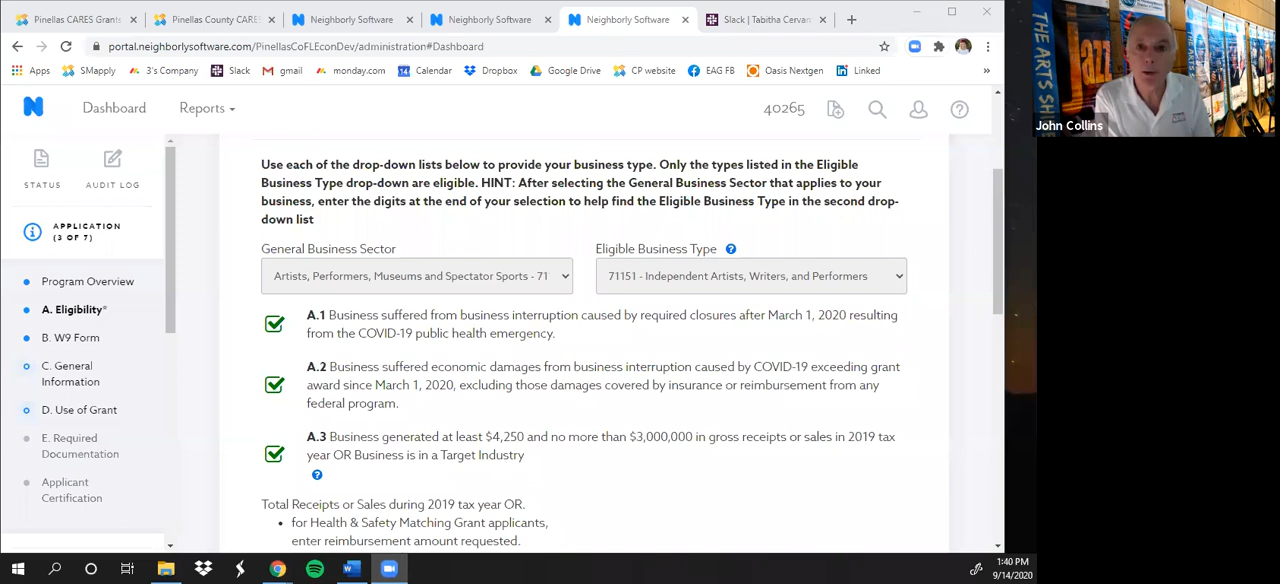 Pinellas CARES Grants
Pinellas County CARES
Neighborly Software
Neighborly Software
Neighborly Software
Slack | Tabitha Cervan
portal.neighborlysoftware.com/PinellasCoFLEconDev/administration#Dashboard
Apps
SMapply
3's Company
Slack
gmail
monday.com
Calendar
Dropbox
Google Drive
CP website
EAG FB
Oasis Nextgen
Linked
»
Dashboard
Reports
40265
STATUS
AUDIT LOG
APPLICATION
(3 OF 7)
Program Overview
A. Eligibility*
B. W9 Form
C. General
Information
D. Use of Grant
E. Required
Documentation
Applicant
Certification
Use each of the drop-down lists below to provide your business type. Only the types listed in the Eligible
Business Type drop-down are eligible. HINT: After selecting the General Business Sector that applies to your
business, enter the digits at the end of your selection to help find the Eligible Business Type in the second drop-
down list
General Business Sector
Eligible Business Type
Artists, Performers, Museums and Spectator Sports - 71
71151 - Independent Artists, Writers, and Performers
A.1 Business suffered from business interruption caused by required closures after March 1, 2020 resulting
from the COVID-19 public health emergency.
A.2 Business suffered economic damages from business interruption caused by COVID-19 exceeding grant
award since March 1, 2020, excluding those damages covered by insurance or reimbursement from any
federal program.
A.3 Business generated at least $4,250 and no more than $3,000,000 in gross receipts or sales in 2019 tax
year OR Business is in a Target Industry
Total Receipts or Sales during 2019 tax year OR.
• for Health & Safety Matching Grant applicants,
enter reimbursement amount requested.
1:40 PM
9/14/2020
THE ARTS
Jazz
John Collins